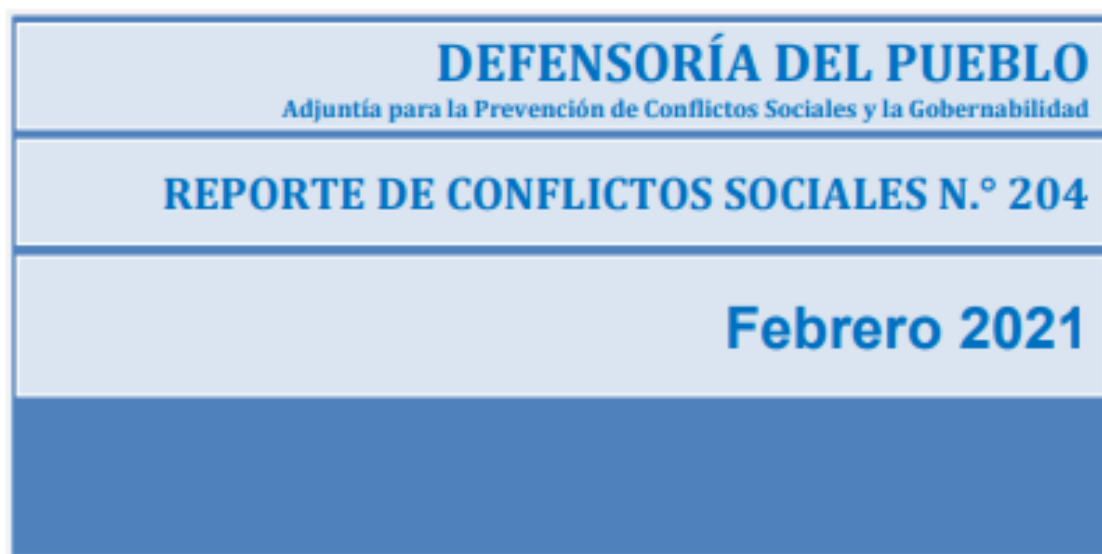 DEFENSORÍA DEL PUEBLO
Adjuntía para la Prevención de Conflictos Sociales y la Gobernabilidad
REPORTE DE CONFLICTOS SOCIALES N.° 204
Febrero 2021